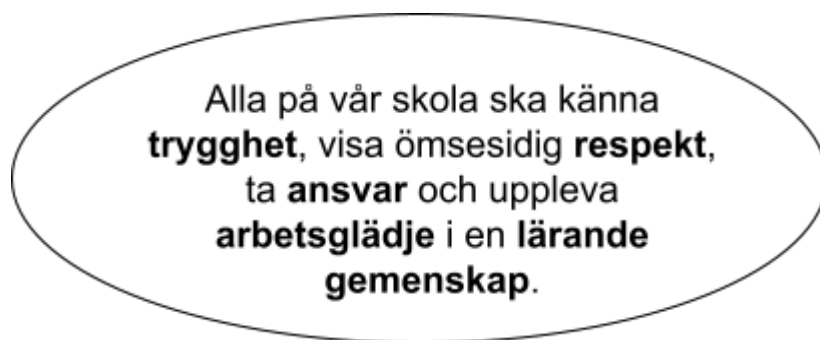 Alla på vår skola ska känna
trygghet, visa ömsesidig respekt,
ta ansvar och uppleva
arbetsglädje i en lärande
gemenskap.